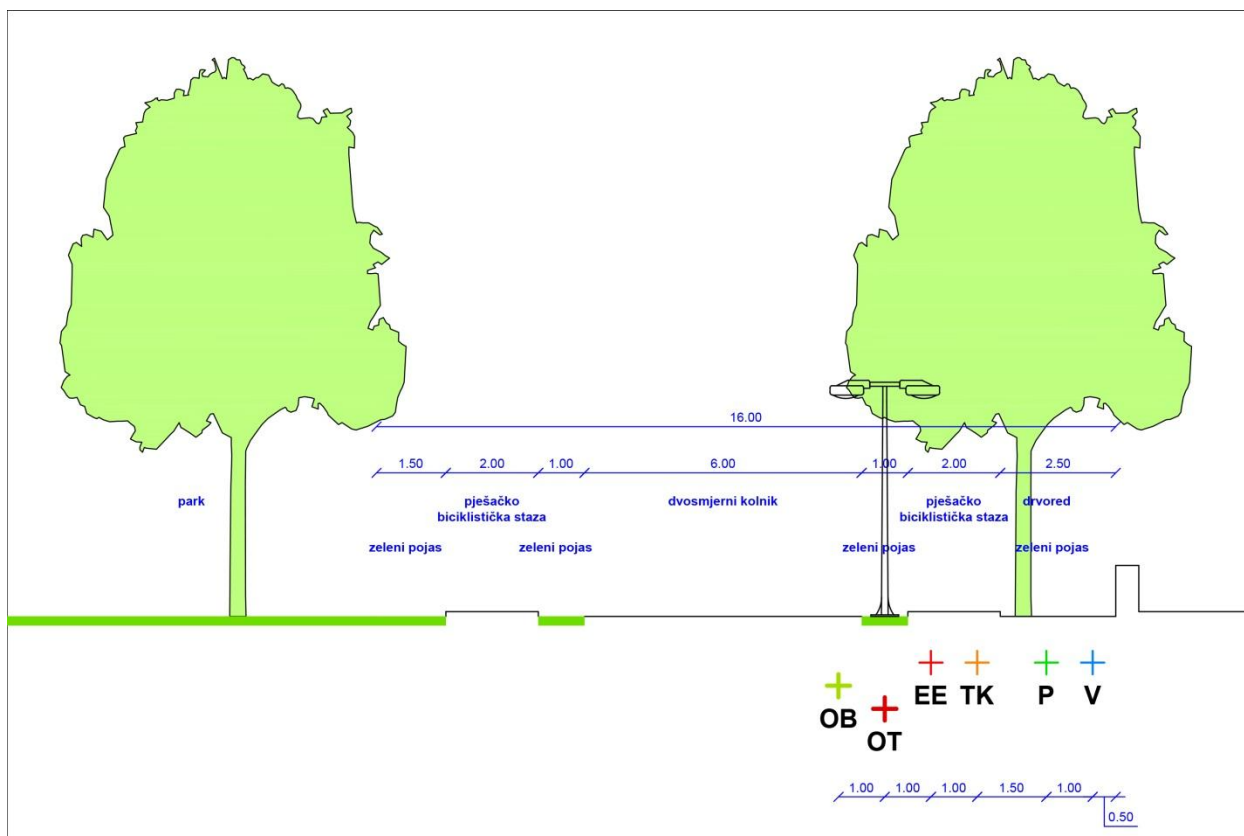 16.00
1.50 2.00 1.00 6.00 1.00 2.00 2.50
park pješačko dvosmjerni kolnik pješačko drvored
biciklistička staza biciklistička staza
zeleni pojas zeleni pojas zeleni pojas zeleni pojas
EE TK P V
OB
OT
1.00 1.00 1.00 1.50 1.00
0.50